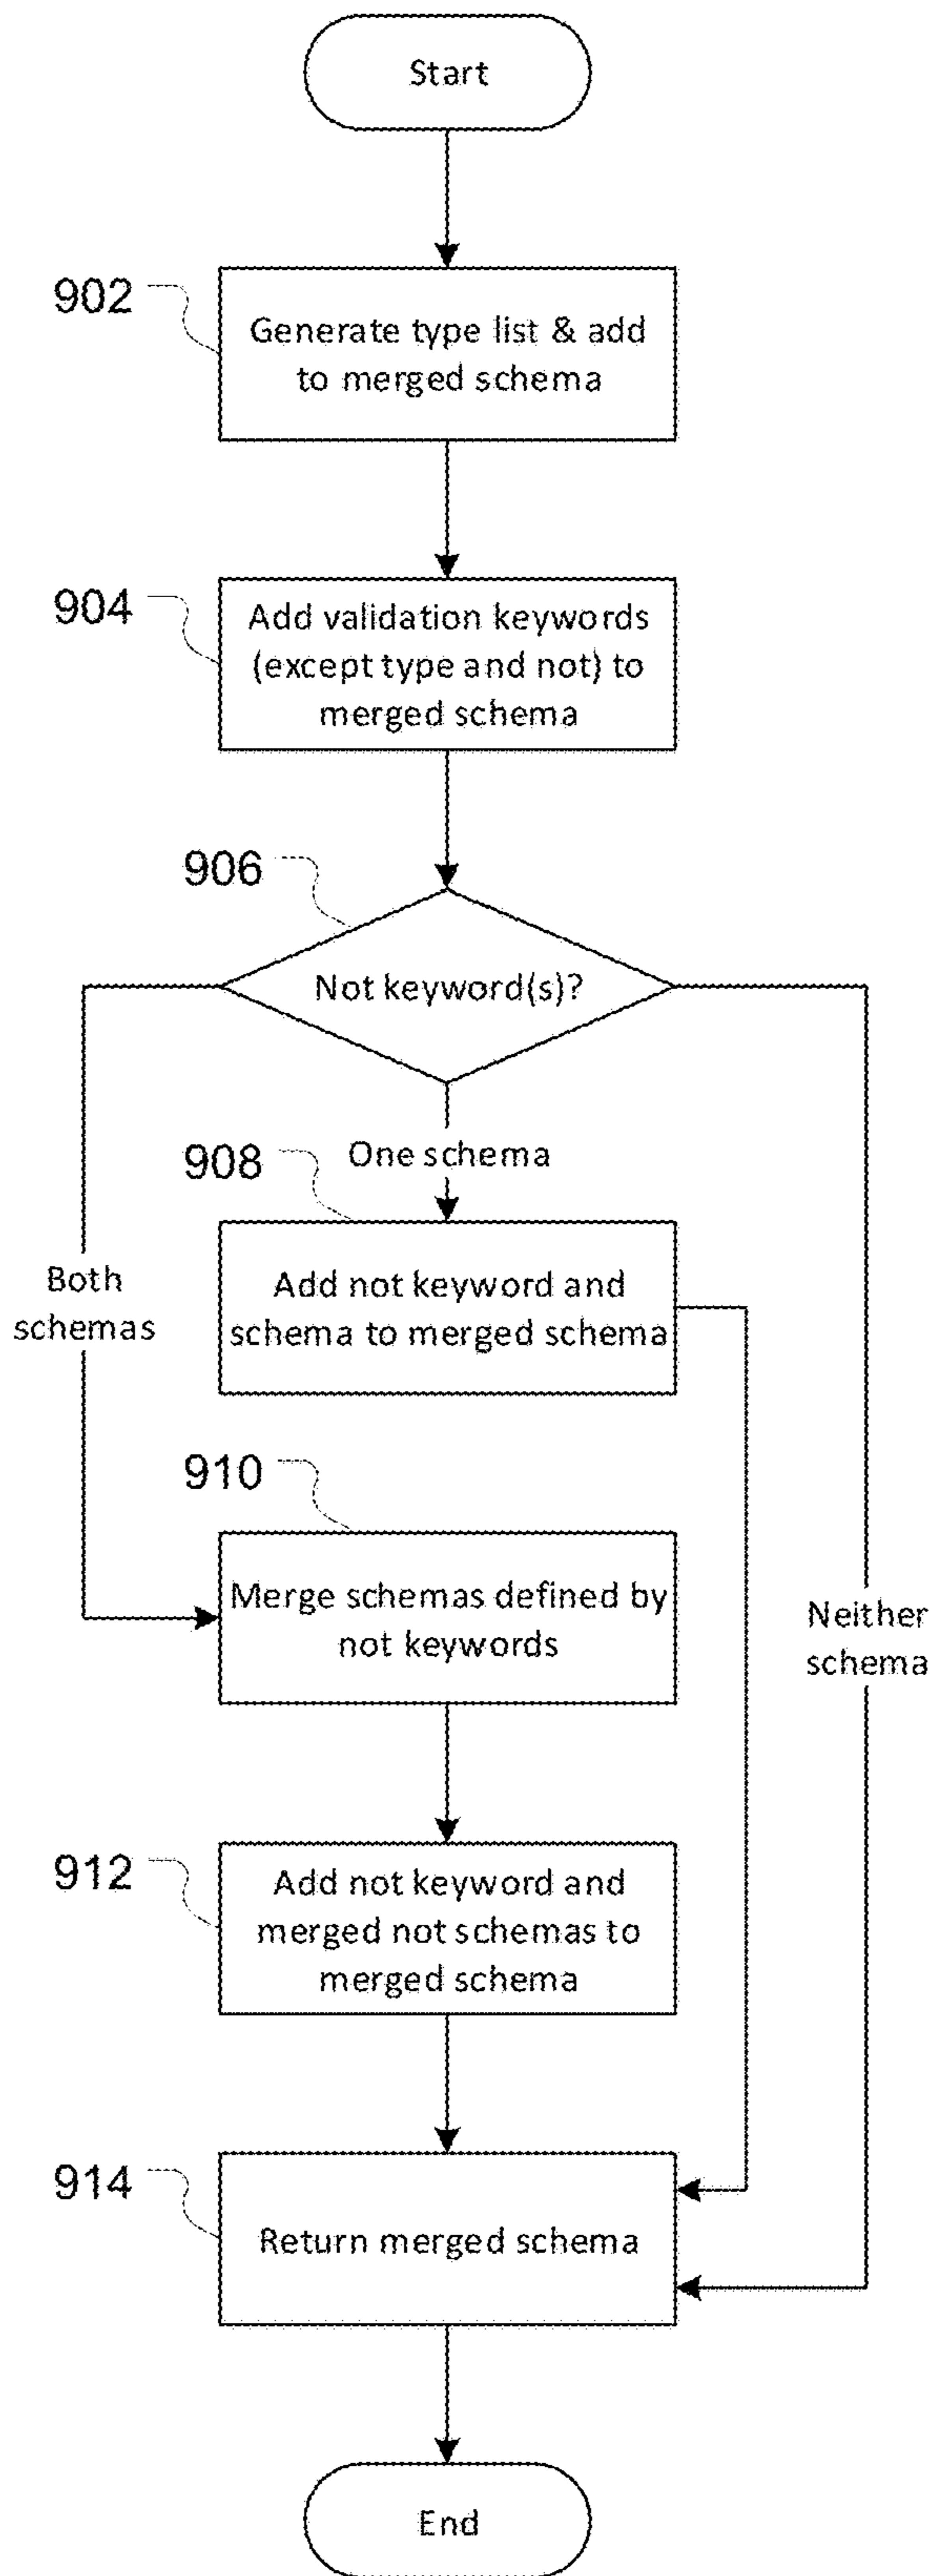 Start
902
Generate type list & add
to merged schema
904
Add validation keywords
(except type and not) to
merged schema
906
Not keyword(s)?
908
One schema
Both
schemas
Add not keyword and
schema to merged schema
910
Merge schemas defined by
not keywords
Neither
schema
912
Add not keyword and
merged not schemas to
merged schema
914
Return merged schema
End